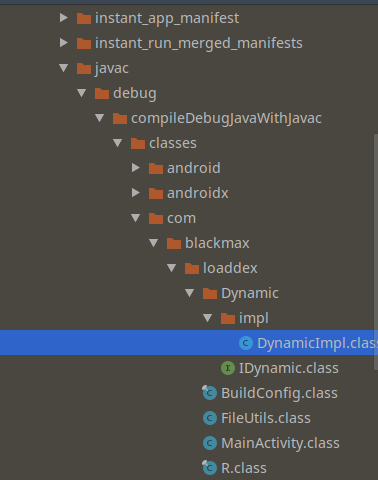 instant_app_manifest
instant_run_merged_manifests
javac
debug
compileDebugJavaWithJavac
classes
android
androidx
com
blackmax
loaddex
Dynamic
impl
C DynamicImpl.class
I IDynamic.class
C BuildConfig.class
C FileUtils.class
C MainActivity.class
C R.class